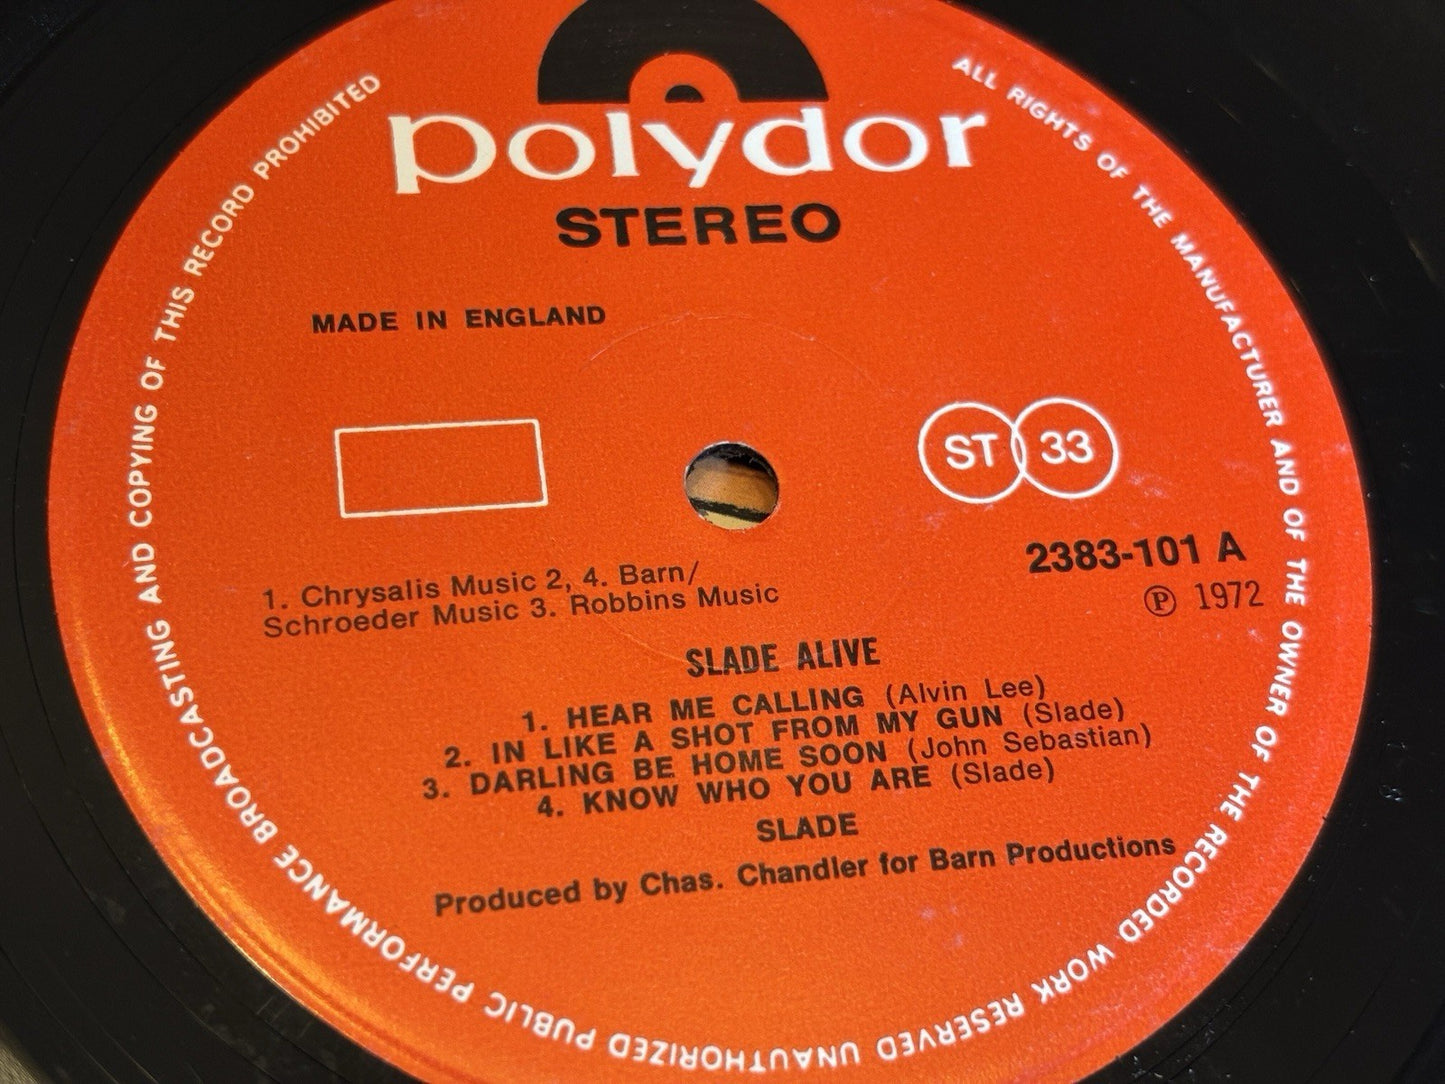 polydor
STEREO
MADE IN ENGLAND
ST 33
2383-101 A
℗ 1972
1. Chrysalis Music 2, 4. Barn/
Schroeder Music 3. Robbins Music
SLADE ALIVE
1. HEAR ME CALLING (Alvin Lee)
2. IN LIKE A SHOT FROM MY GUN (Slade)
3. DARLING BE HOME SOON (John Sebastian)
4. KNOW WHO YOU ARE (Slade)
SLADE
Produced by Chas. Chandler for Barn Productions
ALL RIGHTS OF THE MANUFACTURER AND OF THE OWNER OF THE RECORDED WORK RESERVED UNAUTHORIZED PUBLIC PERFORMANCE BROADCASTING AND COPYING OF THIS RECORD PROHIBITED